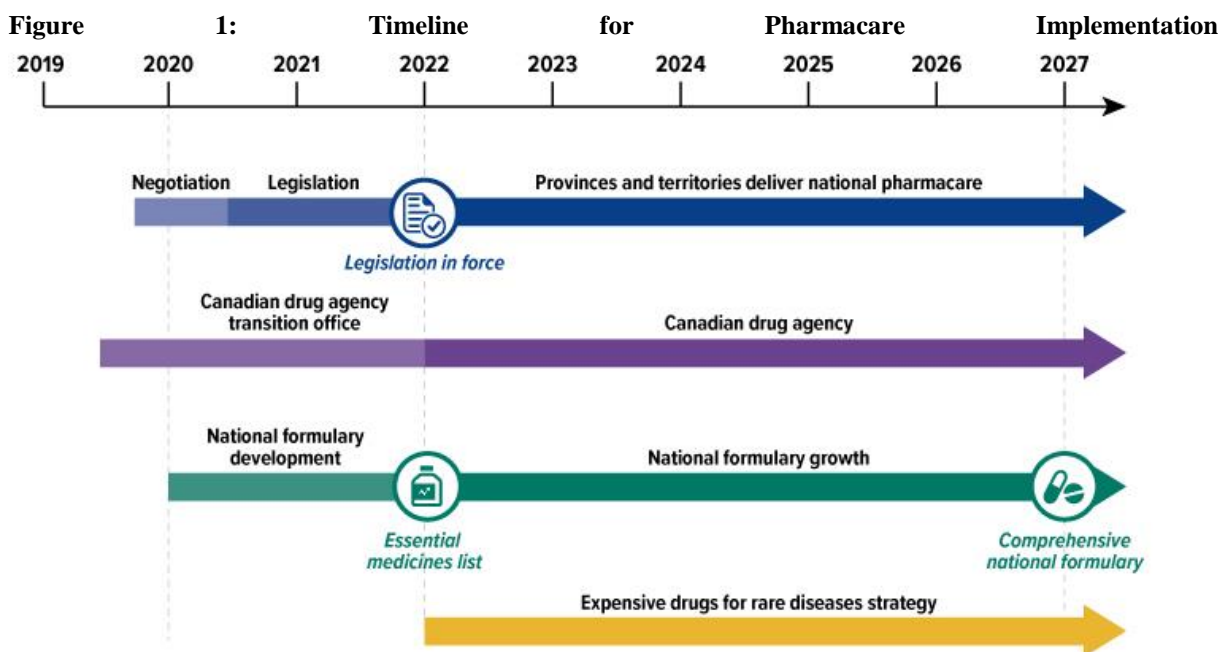 Figure 1: Timeline for Pharmacare Implementation
2019 2020 2021 2022 2023 2024 2025 2026 2027
Negotiation Legislation Provinces and territories deliver national pharmacare
Legislation in force
Canadian drug agency
transition office
Canadian drug agency
National formulary
development
National formulary growth
Essential
medicines list
Comprehensive
national formulary
Expensive drugs for rare diseases strategy